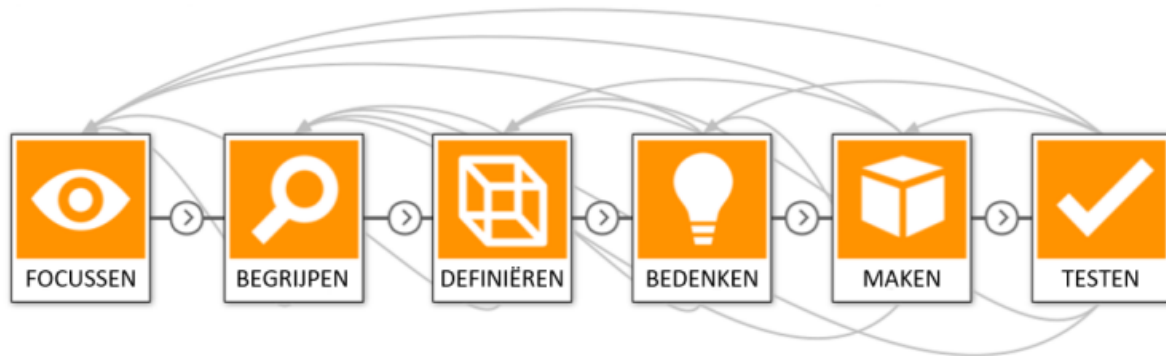 FOCUSSEN
BEGRIJPEN
DEFINIËREN
BEDENKEN
MAKEN
TESTEN